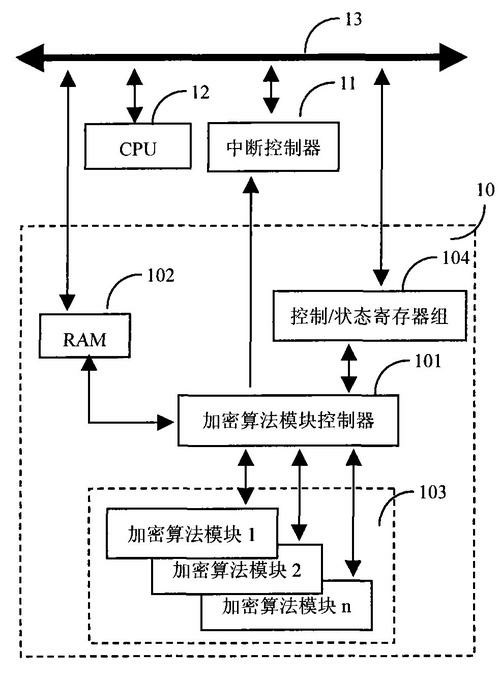 13
12
11
CPU
中断控制器
10
102
104
RAM
控制/状态寄存器组
101
加密算法模块控制器
103
加密算法模块 1
加密算法模块 2
加密算法模块 n